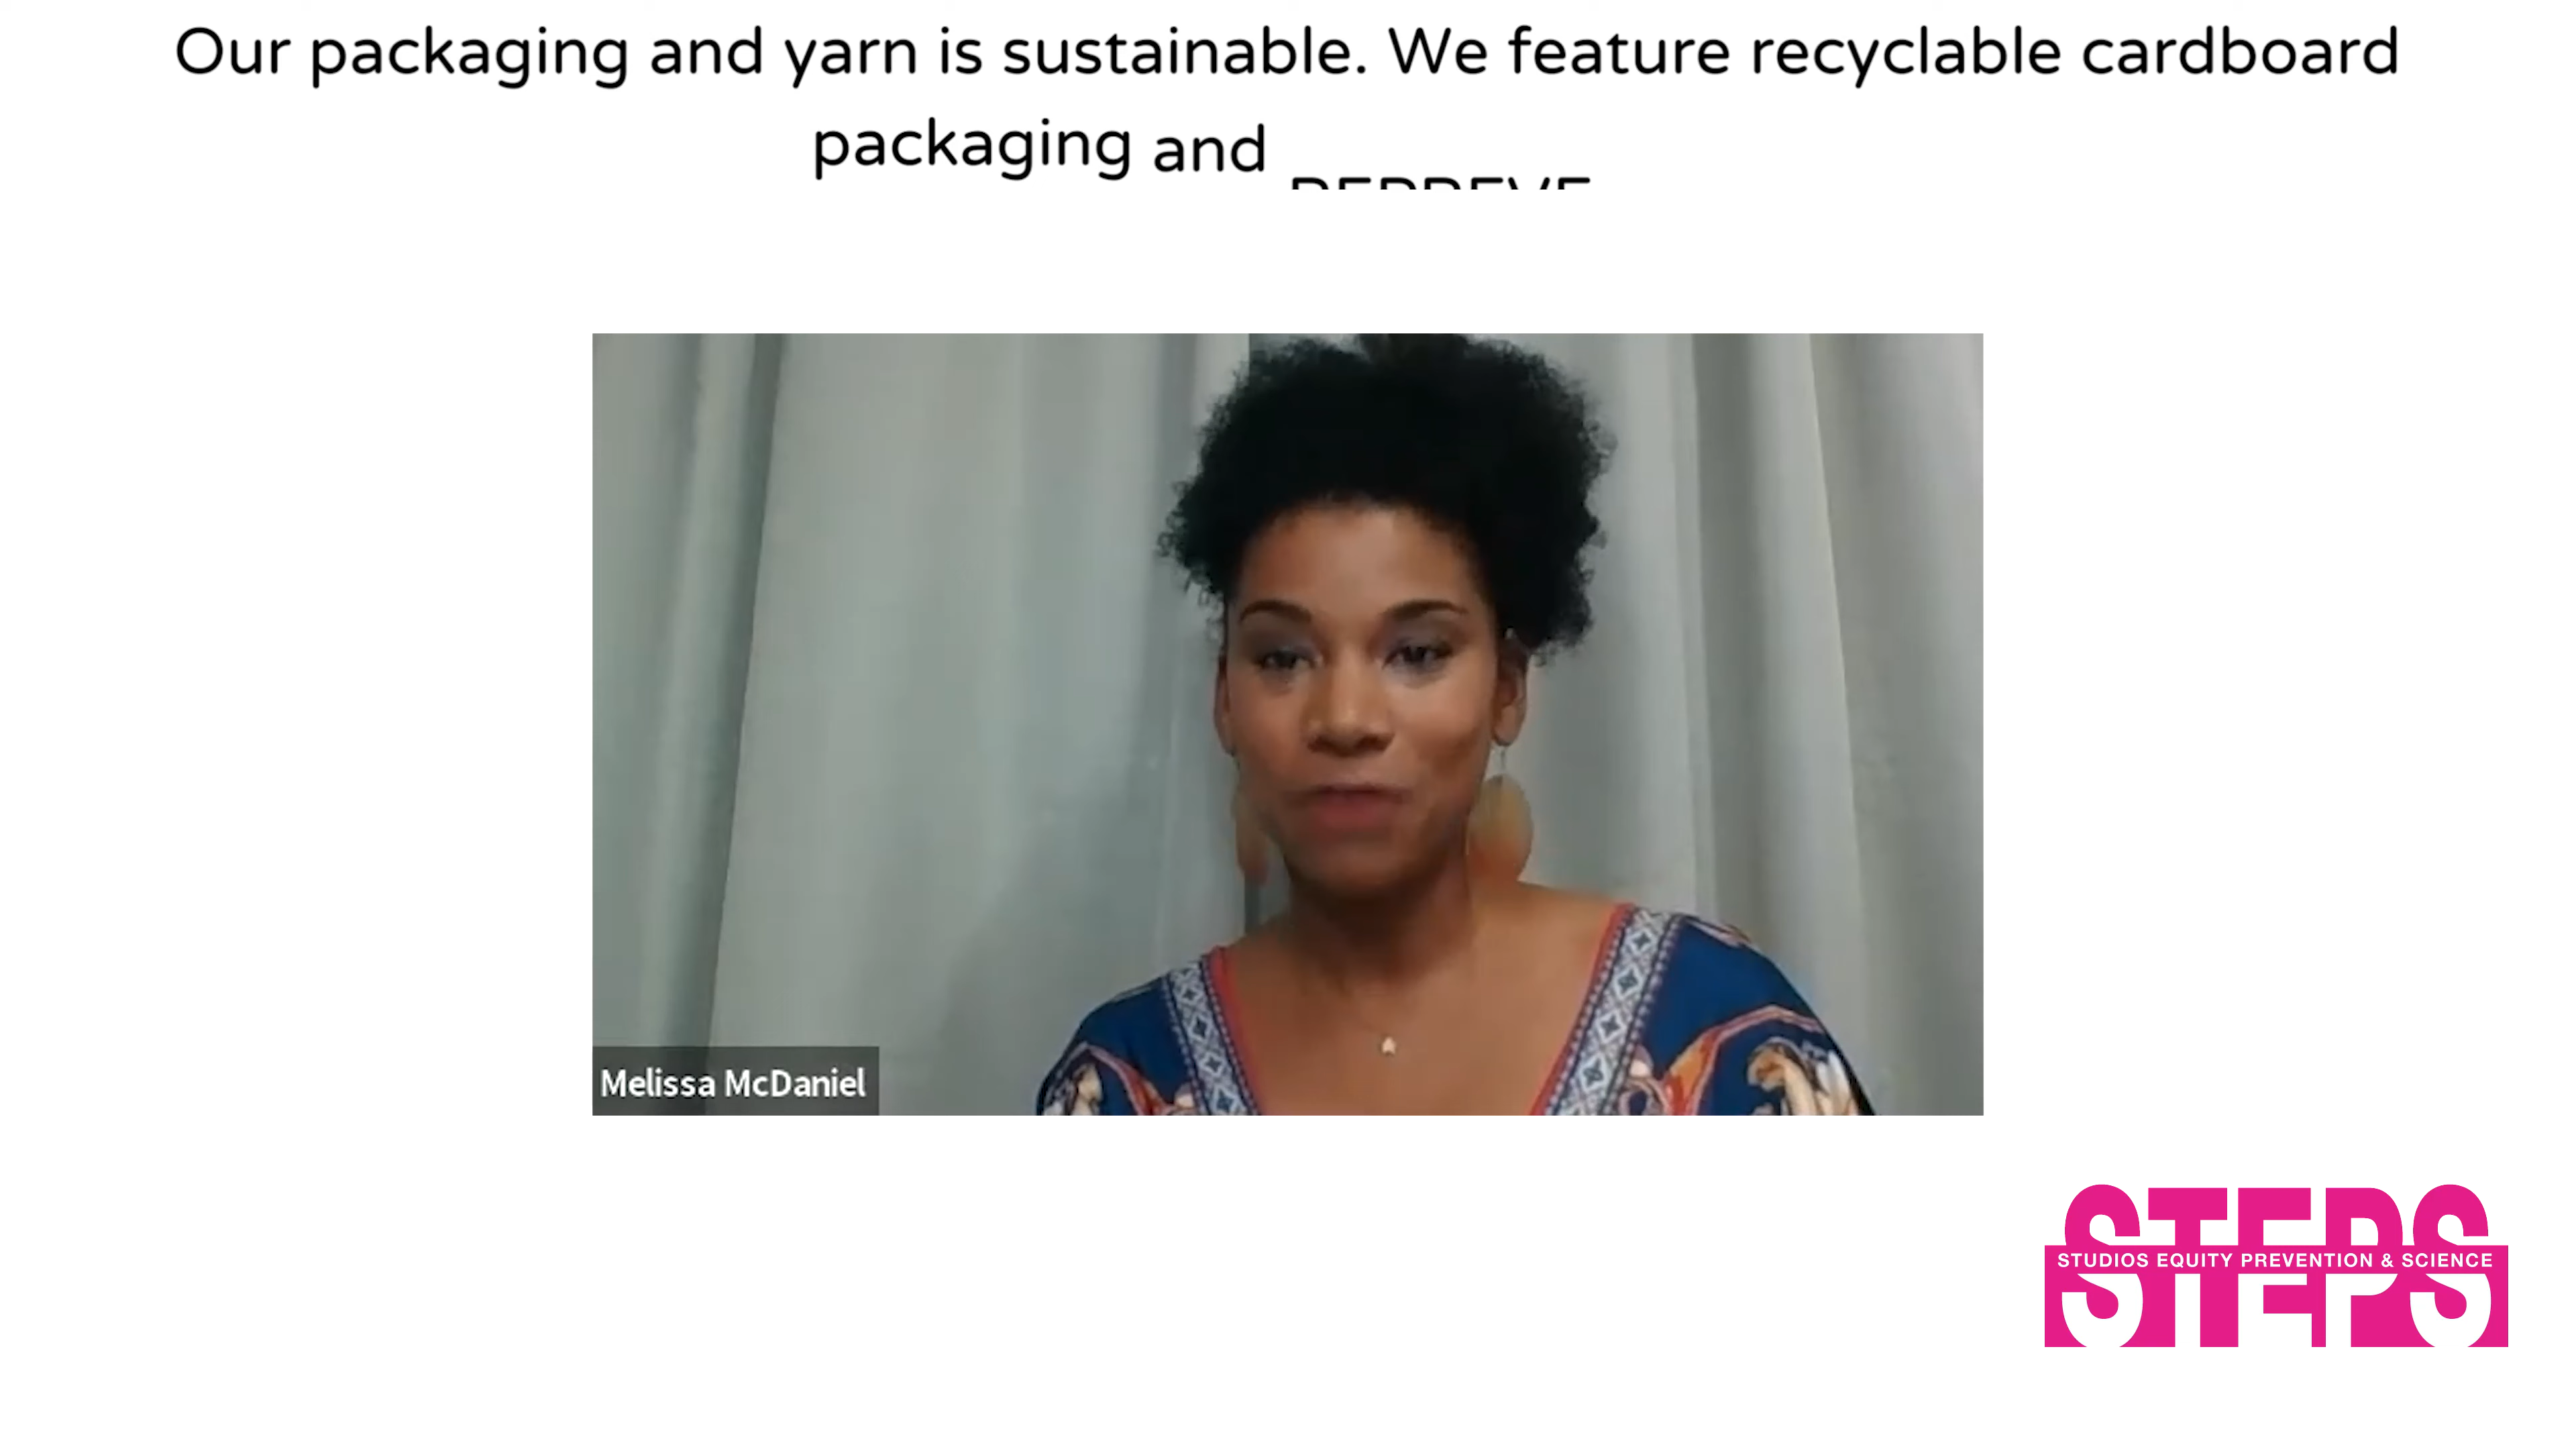 Our packaging and yarn is sustainable. We feature recyclable cardboard
packaging and
Melissa McDaniel
STEPS
STUDIOS EQUITY PREVENTION & SCIENCE